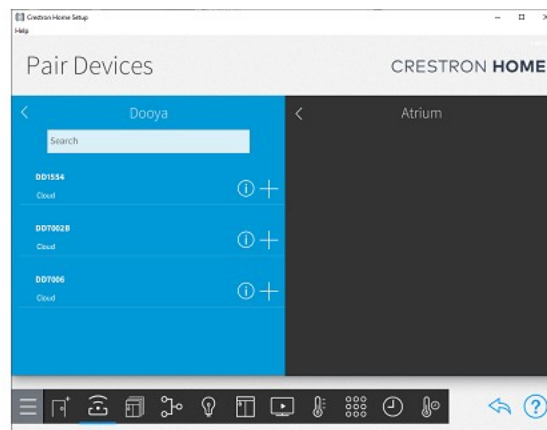 Crestron Home Setup
Help
Pair Devices
CRESTRON HOME
Dooya
Atrium
Search
DD1554
Cloud
DD7002B
Cloud
DD7006
Cloud